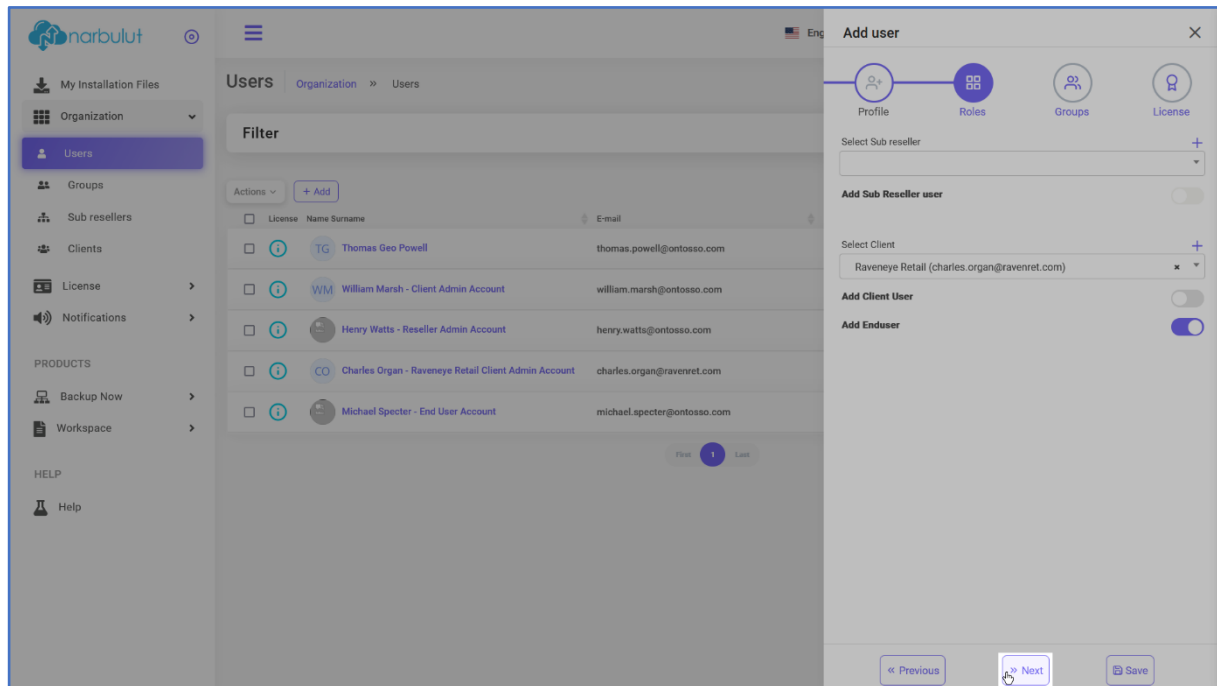 narbulut
Eng
My Installation Files
Organization
Users
Groups
Sub resellers
Clients
License
Notifications
PRODUCTS
Backup Now
Workspace
HELP
Help
Users Organization » Users
Filter
Actions + Add
License Name Surname E-mail
TG Thomas Geo Powell thomas.powell@ontosso.com
WM William Marsh - Client Admin Account william.marsh@ontosso.com
Henry Watts - Reseller Admin Account henry.watts@ontosso.com
CO Charles Organ - Raveneye Retail Client Admin Account charles.organ@ravenret.com
Michael Specter - End User Account michael.specter@ontosso.com
First 1 Last
Add user
Profile Roles Groups License
Select Sub reseller
Add Sub Reseller user
Select Client
Raveneye Retail (charles.organ@ravenret.com)
Add Client User
Add Enduser
« Previous » Next Save